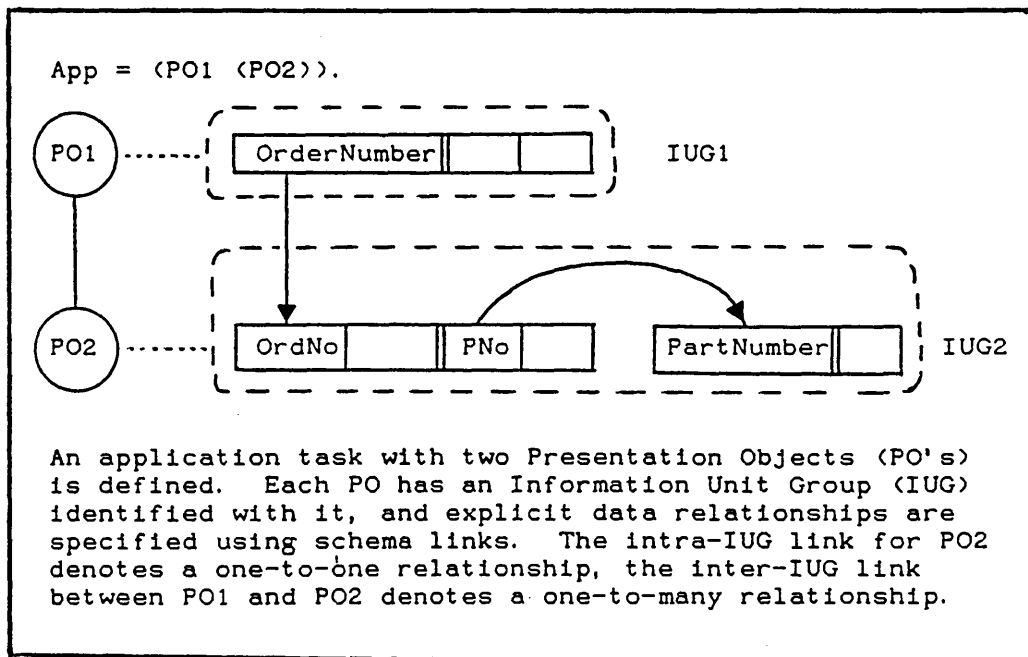 App = (PO1 (PO2)).
PO1
OrderNumber
IUG1
PO2
OrdNo
PNo
PartNumber
IUG2
An application task with two Presentation Objects (PO's)
is defined. Each PO has an Information Unit Group (IUG)
identified with it, and explicit data relationships are
specified using schema links. The intra-IUG link for PO2
denotes a one-to-one relationship, the inter-IUG link
between PO1 and PO2 denotes a one-to-many relationship.